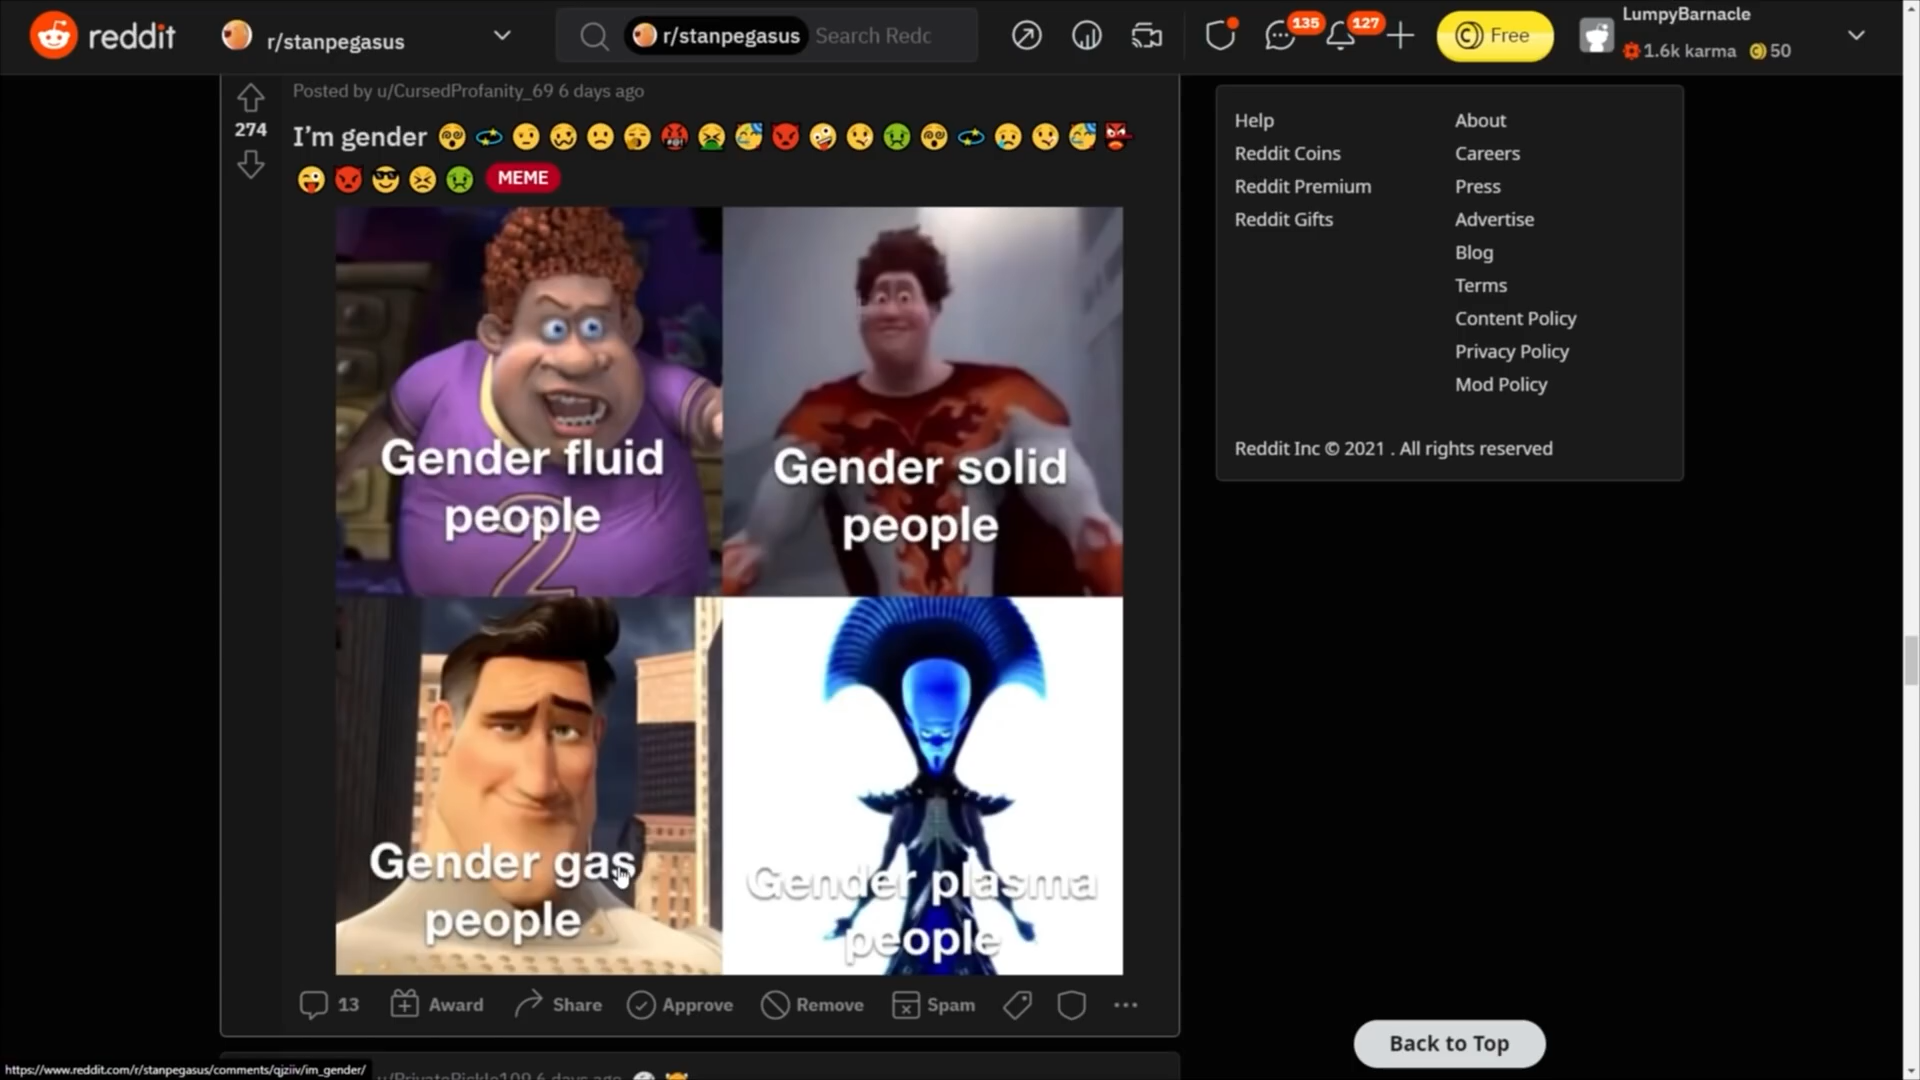 reddit
r/stanpegasus
r/stanpegasus Search Redc
135
127
Free
LumpyBarnacle
1.6k karma 50
Posted by u/CursedProfanity_69 6 days ago
274
I'm gender 😵‍💫🤨🥴🙁🥱🤬🤮🥳😈🤪🤒🤢😵‍💫😢🤒🥳👺
😜👿😎😣🤢 MEME
Gender fluid
people
Gender solid
people
Gender gas
people
Gender plasma
people
13 Award Share Approve Remove Spam
Help
Reddit Coins
Reddit Premium
Reddit Gifts
About
Careers
Press
Advertise
Blog
Terms
Content Policy
Privacy Policy
Mod Policy
Reddit Inc © 2021 . All rights reserved
Back to Top
https://www.reddit.com/r/stanpegasus/comments/qjziiv/im_gender/